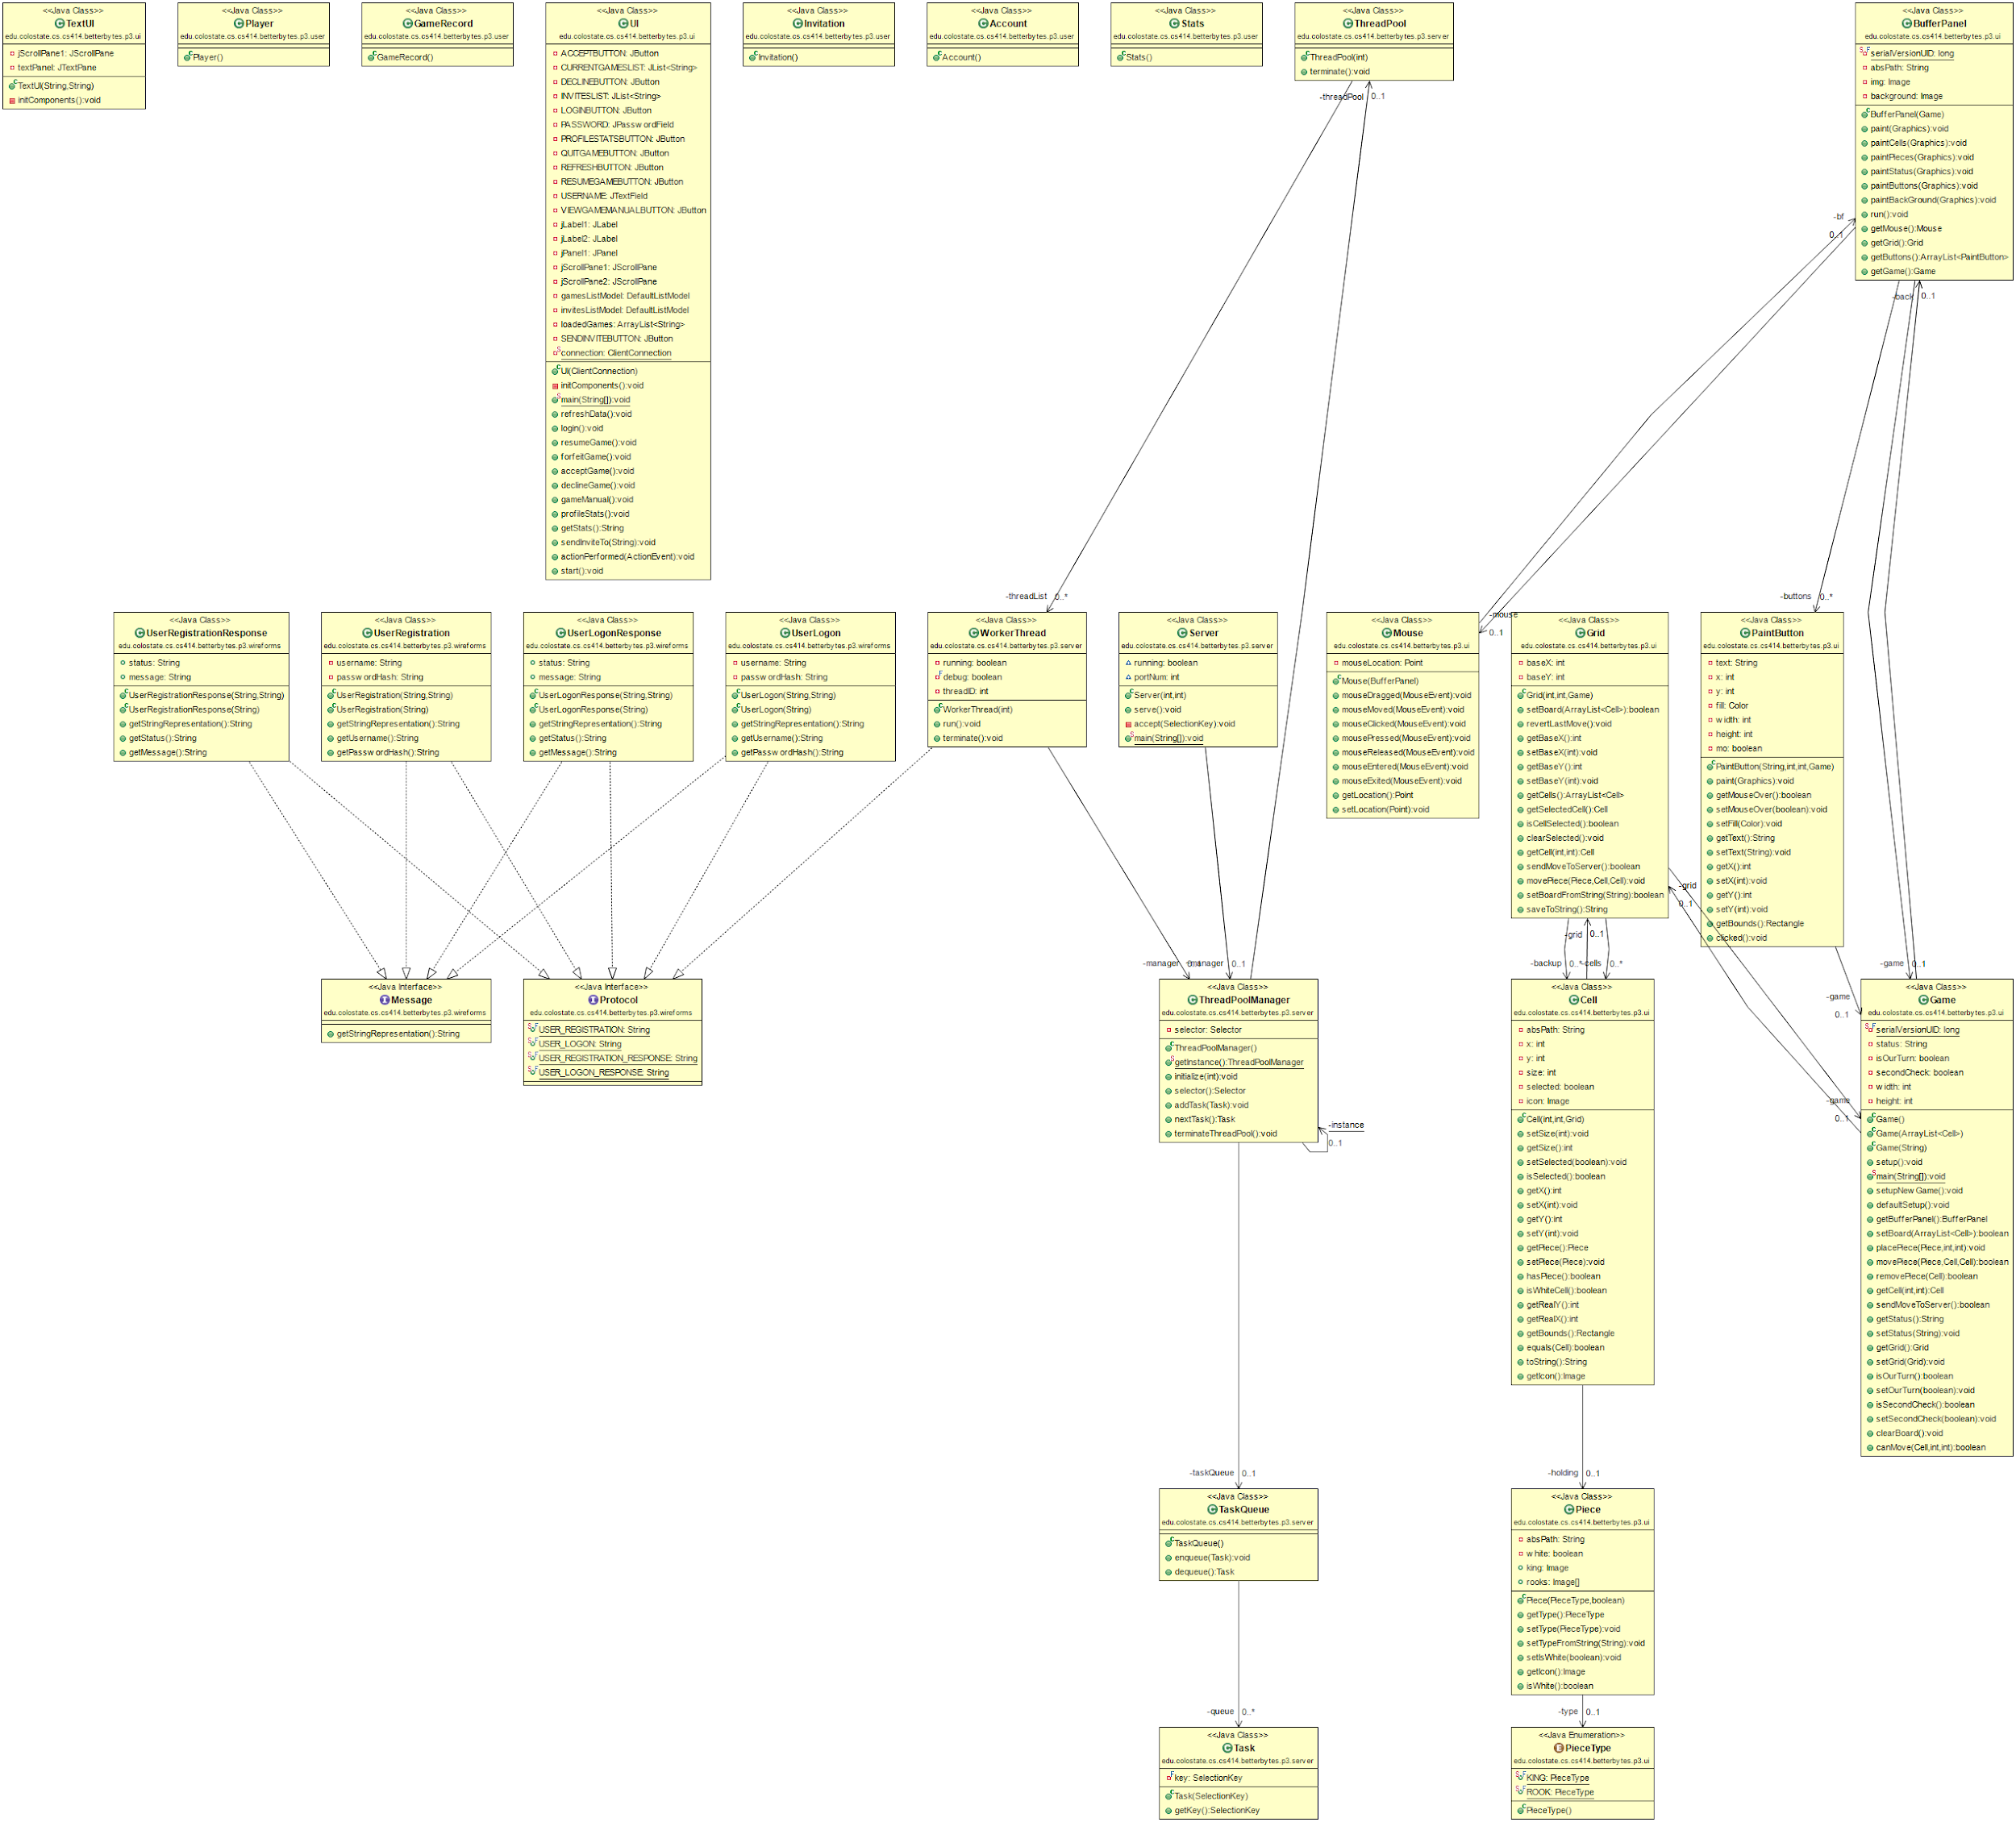 <<Java Class>>
TextUI
edu.colostate.cs.cs414.betterbytes.p3.ui
jScrollPane1: JScrollPane
textPanel: JTextPane
TextUI(String,String)
initComponents():void
<<Java Class>>
Player
edu.colostate.cs.cs414.betterbytes.p3.user
Player()
<<Java Class>>
GameRecord
edu.colostate.cs.cs414.betterbytes.p3.user
GameRecord()
<<Java Class>>
UI
edu.colostate.cs.cs414.betterbytes.p3.ui
ACCEPTBUTTON: JButton
CURRENTGAMESLIST: JList<String>
DECLINEBUTTON: JButton
INVITESLIST: JList<String>
LOGINBUTTON: JButton
PASSWORD: JPasswordField
PROFILESTATSBUTTON: JButton
QUITGAMEBUTTON: JButton
REFRESHBUTTON: JButton
RESUMEGAMEBUTTON: JButton
USERNAME: JTextField
VIEWGAMEMANUALBUTTON: JButton
jLabel1: JLabel
jLabel2: JLabel
jPanel1: JPanel
jScrollPane1: JScrollPane
jScrollPane2: JScrollPane
gamesListModel: DefaultListModel
invitesListModel: DefaultListModel
loadedGames: ArrayList<String>
SENDINVITEBUTTON: JButton
connection: ClientConnection
UI(ClientConnection)
initComponents():void
main(String[]):void
refreshData():void
login():void
resumeGame():void
forfeitGame():void
acceptGame():void
declineGame():void
gameManual():void
profileStats():void
getStats():String
sendInviteTo(String):void
actionPerformed(ActionEvent):void
start():void
<<Java Class>>
Invitation
edu.colostate.cs.cs414.betterbytes.p3.user
Invitation()
<<Java Class>>
Account
edu.colostate.cs.cs414.betterbytes.p3.user
Account()
<<Java Class>>
Stats
edu.colostate.cs.cs414.betterbytes.p3.user
Stats()
<<Java Class>>
ThreadPool
edu.colostate.cs.cs414.betterbytes.p3.server
ThreadPool(int)
terminate():void
-threadPool
0..1
<<Java Class>>
BufferPanel
edu.colostate.cs.cs414.betterbytes.p3.ui
serialVersionUID: long
absPath: String
img: Image
background: Image
BufferPanel(Game)
paint(Graphics):void
paintCells(Graphics):void
paintPieces(Graphics):void
paintStatus(Graphics):void
paintButtons(Graphics):void
paintBackGround(Graphics):void
run():void
getMouse():Mouse
getGrid():Grid
getButtons():ArrayList<PaintButton>
getGame():Game
-bf
0..1
-back
0..1
-threadList
0..*
-mouse
0..1
-buttons
0..*
<<Java Class>>
UserRegistrationResponse
edu.colostate.cs.cs414.betterbytes.p3.wireforms
status: String
message: String
UserRegistrationResponse(String,String)
UserRegistrationResponse(String)
getStringRepresentation():String
getStatus():String
getMessage():String
<<Java Class>>
UserRegistration
edu.colostate.cs.cs414.betterbytes.p3.wireforms
username: String
passwordHash: String
UserRegistration(String,String)
UserRegistration(String)
getStringRepresentation():String
getUsername():String
getPasswordHash():String
<<Java Class>>
UserLogonResponse
edu.colostate.cs.cs414.betterbytes.p3.wireforms
status: String
message: String
UserLogonResponse(String,String)
UserLogonResponse(String)
getStringRepresentation():String
getStatus():String
getMessage():String
<<Java Class>>
UserLogon
edu.colostate.cs.cs414.betterbytes.p3.wireforms
username: String
passwordHash: String
UserLogon(String,String)
UserLogon(String)
getStringRepresentation():String
getUsername():String
getPasswordHash():String
<<Java Class>>
WorkerThread
edu.colostate.cs.cs414.betterbytes.p3.server
running: boolean
debug: boolean
threadID: int
WorkerThread(int)
run():void
terminate():void
<<Java Class>>
Server
edu.colostate.cs.cs414.betterbytes.p3.server
running: boolean
portNum: int
Server(int,int)
serve():void
accept(SelectionKey):void
main(String[]):void
<<Java Class>>
Mouse
edu.colostate.cs.cs414.betterbytes.p3.ui
mouseLocation: Point
Mouse(BufferPanel)
mouseDragged(MouseEvent):void
mouseMoved(MouseEvent):void
mouseClicked(MouseEvent):void
mousePressed(MouseEvent):void
mouseReleased(MouseEvent):void
mouseEntered(MouseEvent):void
mouseExited(MouseEvent):void
getLocation():Point
setLocation(Point):void
<<Java Class>>
Grid
edu.colostate.cs.cs414.betterbytes.p3.ui
baseX: int
baseY: int
Grid(int,int,Game)
setBoard(ArrayList<Cell>):boolean
revertLastMove():void
getBaseX():int
setBaseX(int):void
getBaseY():int
setBaseY(int):void
getCells():ArrayList<Cell>
getSelectedCell():Cell
isCellSelected():boolean
clearSelected():void
getCell(int,int):Cell
sendMoveToServer():boolean
movePiece(Piece,Cell,Cell):void
setBoardFromString(String):boolean
saveToString():String
<<Java Class>>
PaintButton
edu.colostate.cs.cs414.betterbytes.p3.ui
text: String
x: int
y: int
fill: Color
width: int
height: int
mo: boolean
PaintButton(String,int,int,Game)
paint(Graphics):void
getMouseOver():boolean
setMouseOver(boolean):void
setFill(Color):void
getText():String
setText(String):void
getX():int
setX(int):void
getY():int
setY(int):void
getBounds():Rectangle
clicked():void
-grid
0..1
-manager
0..1
-manager
0..1
-grid
0..1
-backup
0..*
-cells
0..*
-game
0..1
-game
0..1
-game
0..1
<<Java Interface>>
Message
edu.colostate.cs.cs414.betterbytes.p3.wireforms
getStringRepresentation():String
<<Java Interface>>
Protocol
edu.colostate.cs.cs414.betterbytes.p3.wireforms
USER_REGISTRATION: String
USER_LOGON: String
USER_REGISTRATION_RESPONSE: String
USER_LOGON_RESPONSE: String
<<Java Class>>
ThreadPoolManager
edu.colostate.cs.cs414.betterbytes.p3.server
selector: Selector
ThreadPoolManager()
getInstance():ThreadPoolManager
initialize(int):void
selector():Selector
addTask(Task):void
nextTask():Task
terminateThreadPool():void
-instance
0..1
<<Java Class>>
Cell
edu.colostate.cs.cs414.betterbytes.p3.ui
absPath: String
x: int
y: int
size: int
selected: boolean
icon: Image
Cell(int,int,Grid)
setSize(int):void
getSize():int
setSelected(boolean):void
isSelected():boolean
getX():int
setX(int):void
getY():int
setY(int):void
getPiece():Piece
setPiece(Piece):void
hasPiece():boolean
isWhiteCell():boolean
getRealY():int
getRealX():int
getBounds():Rectangle
equals(Cell):boolean
toString():String
getIcon():Image
<<Java Class>>
Game
edu.colostate.cs.cs414.betterbytes.p3.ui
serialVersionUID: long
status: String
isOurTurn: boolean
secondCheck: boolean
width: int
height: int
Game()
Game(ArrayList<Cell>)
Game(String)
setup():void
main(String[]):void
setupNewGame():void
defaultSetup():void
getBufferPanel():BufferPanel
setBoard(ArrayList<Cell>):boolean
placePiece(Piece,int,int):void
movePiece(Piece,Cell,Cell):boolean
removePiece(Cell):boolean
getCell(int,int):Cell
sendMoveToServer():boolean
getStatus():String
setStatus(String):void
getGrid():Grid
setGrid(Grid):void
isOurTurn():boolean
setOurTurn(boolean):void
isSecondCheck():boolean
setSecondCheck(boolean):void
clearBoard():void
canMove(Cell,int,int):boolean
-taskQueue
0..1
-holding
0..1
<<Java Class>>
TaskQueue
edu.colostate.cs.cs414.betterbytes.p3.server
TaskQueue()
enqueue(Task):void
dequeue():Task
<<Java Class>>
Piece
edu.colostate.cs.cs414.betterbytes.p3.ui
absPath: String
white: boolean
king: Image
rooks: Image[]
Piece(PieceType,boolean)
getType():PieceType
setType(PieceType):void
setTypeFromString(String):void
setIsWhite(boolean):void
getIcon():Image
isWhite():boolean
-queue
0..*
-type
0..1
<<Java Class>>
Task
edu.colostate.cs.cs414.betterbytes.p3.server
key: SelectionKey
Task(SelectionKey)
getKey():SelectionKey
<<Java Enumeration>>
PieceType
edu.colostate.cs.cs414.betterbytes.p3.ui
KING: PieceType
ROOK: PieceType
PieceType()